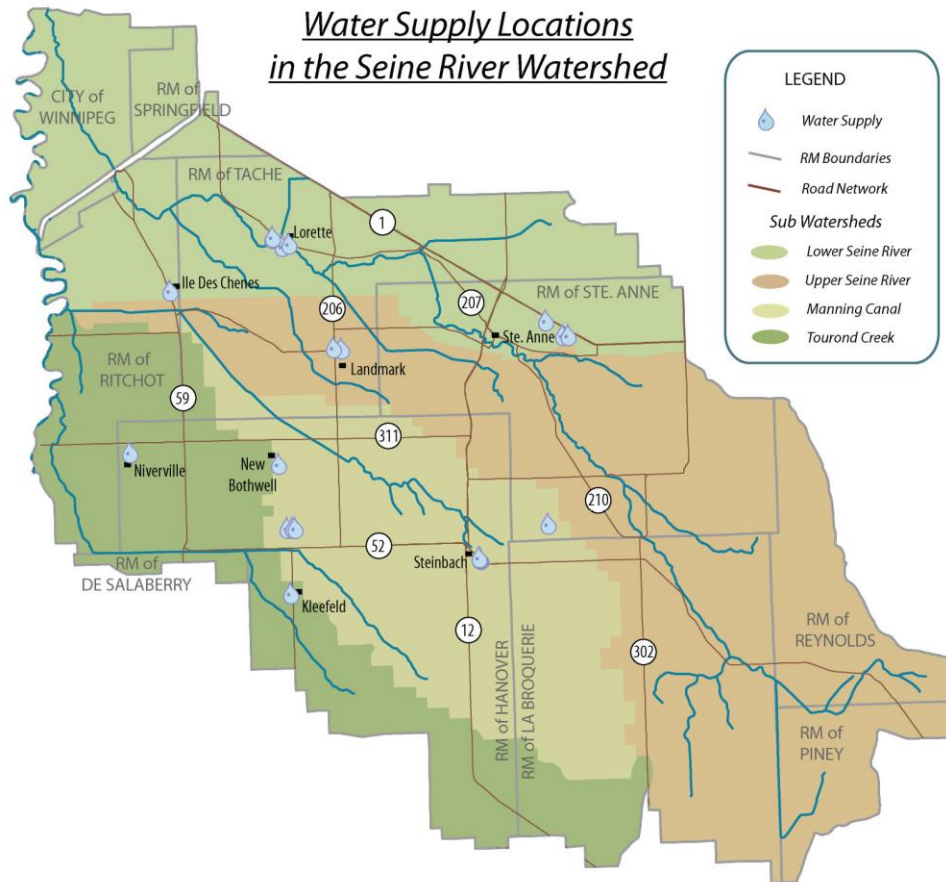 Water Supply Locations
in the Seine River Watershed
LEGEND
Water Supply
RM Boundaries
Road Network
Sub Watersheds
Lower Seine River
Upper Seine River
Manning Canal
Tourond Creek
CITY of
WINNIPEG
RM of
SPRINGFIELD
RM of TACHE
1
Lorette
Ile Des Chenes
206
207
RM of STE. ANNE
Ste. Anne
RM of
RITCHOT
Landmark
59
311
Niverville
New
Bothwell
210
52
Steinbach
RM of
DE SALABERRY
Kleefeld
12
RM of HANOVER
RM of LA BROQUERIE
302
RM of
REYNOLDS
RM of
PINEY